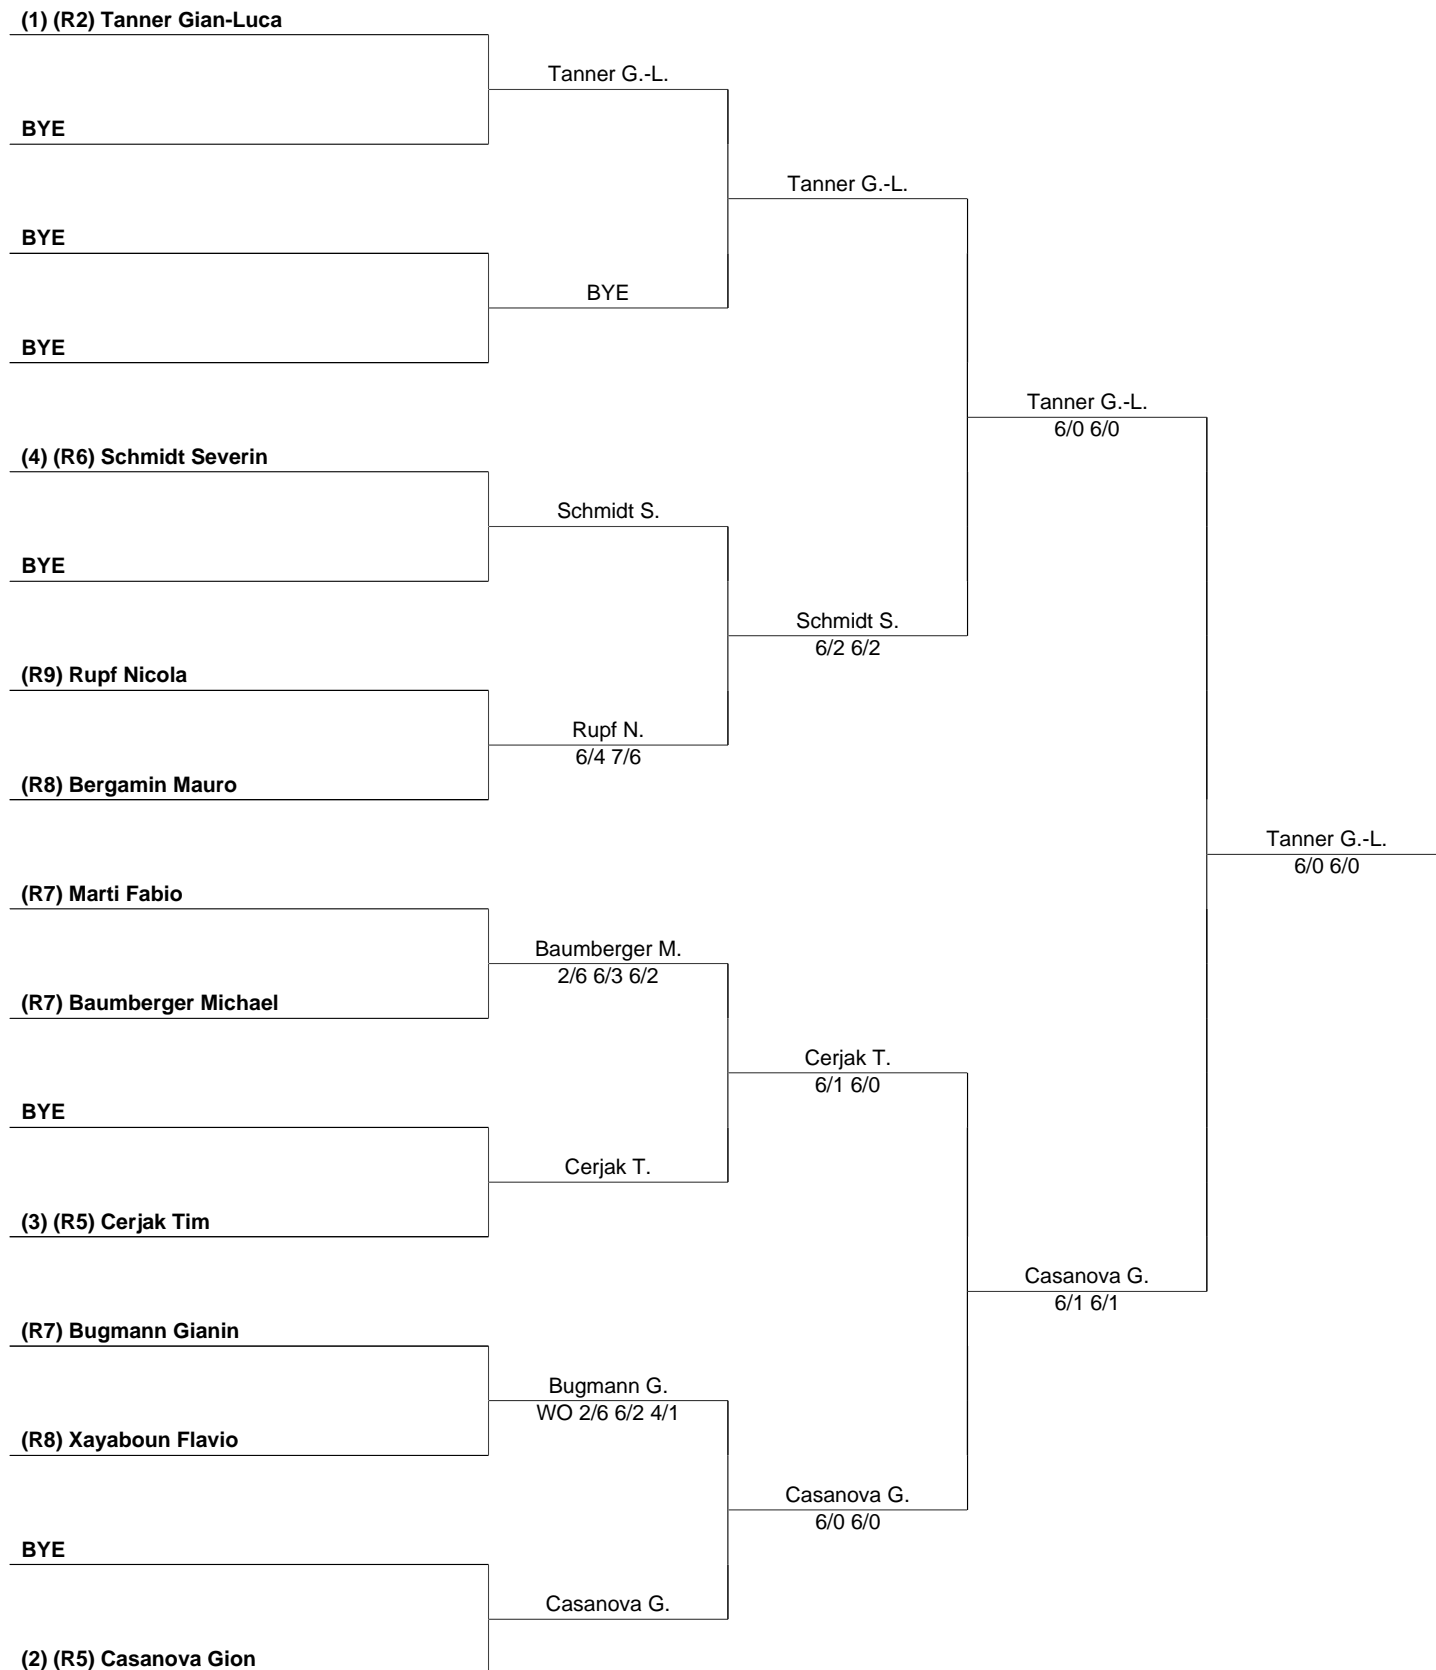 (1) (R2) Tanner Gian-Luca
Tanner G.-L.
BYE
Tanner G.-L.
BYE
BYE
BYE
Tanner G.-L.
6/0 6/0
(4) (R6) Schmidt Severin
Schmidt S.
BYE
Schmidt S.
6/2 6/2
(R9) Rupf Nicola
Rupf N.
6/4 7/6
(R8) Bergamin Mauro
Tanner G.-L.
6/0 6/0
(R7) Marti Fabio
Baumberger M.
2/6 6/3 6/2
(R7) Baumberger Michael
Cerjak T.
6/1 6/0
BYE
Cerjak T.
(3) (R5) Cerjak Tim
Casanova G.
6/1 6/1
(R7) Bugmann Gianin
Bugmann G.
WO 2/6 6/2 4/1
(R8) Xayaboun Flavio
Casanova G.
6/0 6/0
BYE
Casanova G.
(2) (R5) Casanova Gion